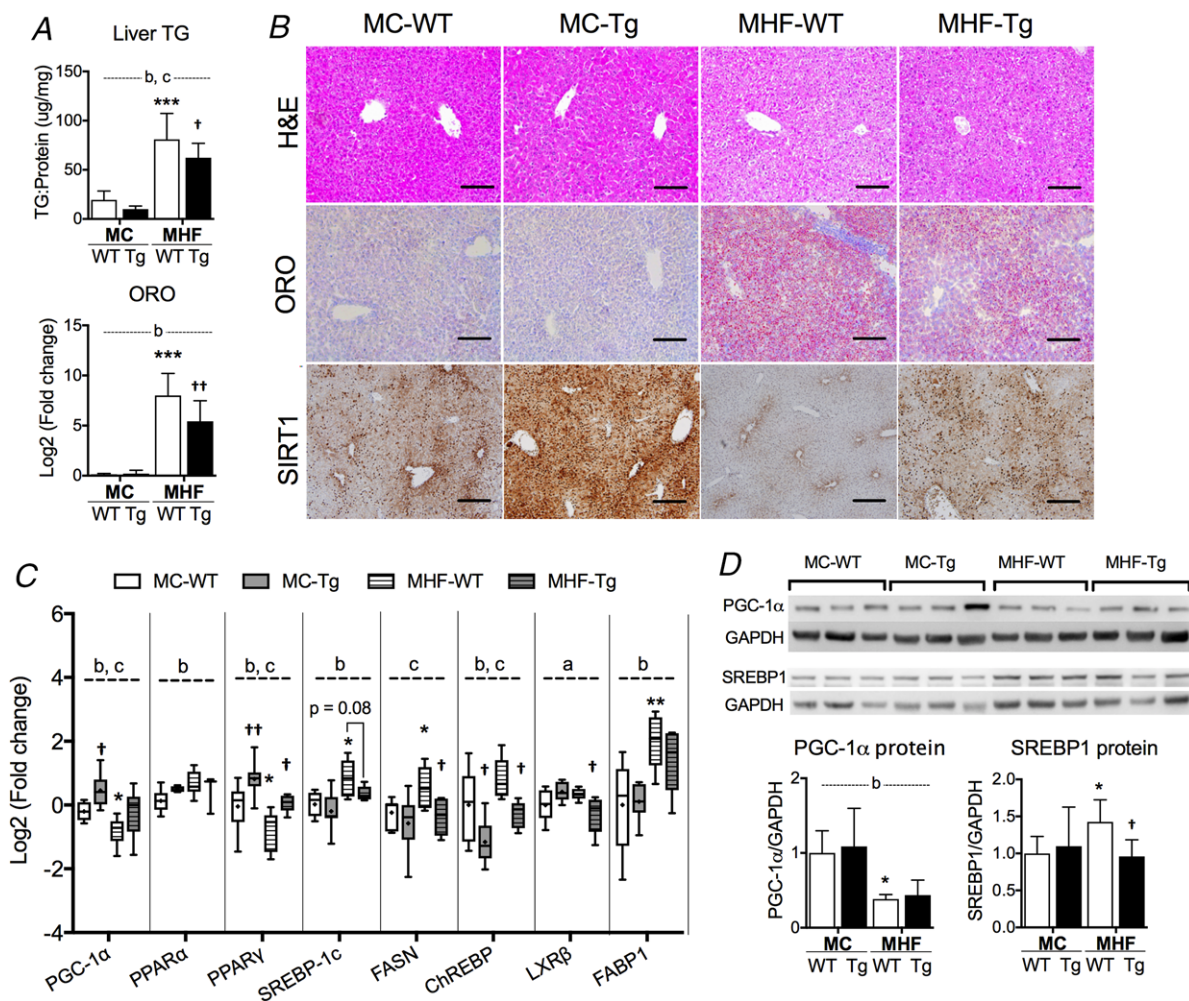 A
Liver TG
TG:Protein (ug/mg)
150
100
50
0
b, c
***
†
MC MHF
WT Tg WT Tg
ORO
Log2 (Fold change)
15
10
5
0
b
***
††
MC MHF
WT Tg WT Tg
B
MC-WT MC-Tg MHF-WT MHF-Tg
H&E
ORO
SIRT1
C
MC-WT MC-Tg MHF-WT MHF-Tg
Log2 (Fold change)
6
4
2
0
-2
-4
b, c b b, c b c b, c a b
p = 0.08
† * †† * † * * † † † † **
PGC-1α PPARα PPARγ SREBP-1c FASN ChREBP LXRβ FABP1
D
MC-WT MC-Tg MHF-WT MHF-Tg
PGC-1α
GAPDH
SREBP1
GAPDH
PGC-1α protein
PGC-1α/GAPDH
2
1
0
b
*
MC MHF
WT Tg WT Tg
SREBP1 protein
SREBP1/GAPDH
2.0
1.5
1.0
0.5
0.0
*
†
MC MHF
WT Tg WT Tg